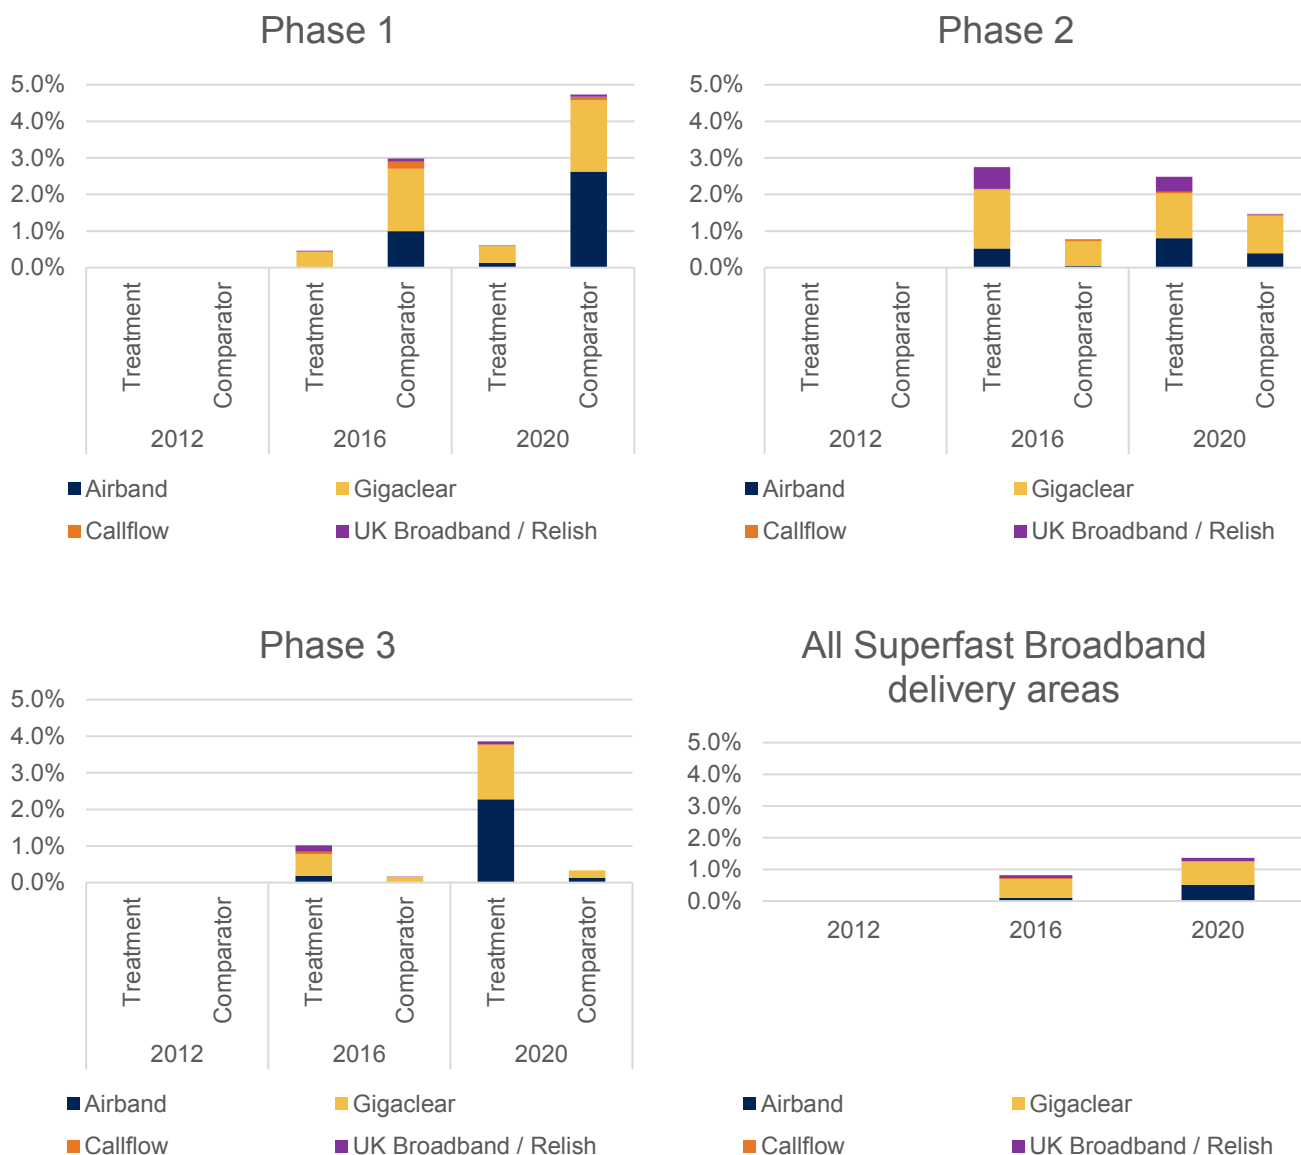 Phase 1
5.0%
4.0%
3.0%
2.0%
1.0%
0.0%
Treatment
Comparator
Treatment
Comparator
Treatment
Comparator
2012
2016
2020
Airband
Gigaclear
Callflow
UK Broadband / Relish
Phase 2
5.0%
4.0%
3.0%
2.0%
1.0%
0.0%
Treatment
Comparator
Treatment
Comparator
Treatment
Comparator
2012
2016
2020
Airband
Gigaclear
Callflow
UK Broadband / Relish
Phase 3
5.0%
4.0%
3.0%
2.0%
1.0%
0.0%
Treatment
Comparator
Treatment
Comparator
Treatment
Comparator
2012
2016
2020
Airband
Gigaclear
Callflow
UK Broadband / Relish
All Superfast Broadband
delivery areas
5.0%
4.0%
3.0%
2.0%
1.0%
0.0%
2012
2016
2020
Airband
Gigaclear
Callflow
UK Broadband / Relish